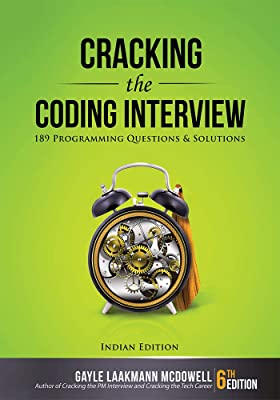 CRACKING
the
CODING INTERVIEW
189 PROGRAMMING QUESTIONS & SOLUTIONS
INDIAN EDITION
GAYLE LAAKMANN MCDOWELL
Author of Cracking the PM Interview and Cracking the Tech Career
6TH EDITION